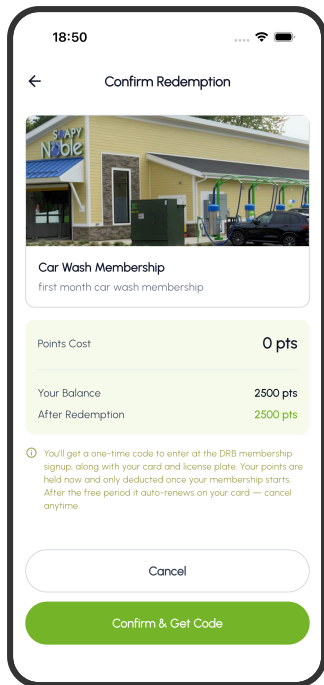 18:50
Confirm Redemption
SOAPY
Noble
Car Wash Membership
first month car wash membership
Points Cost
0 pts
Your Balance
2500 pts
After Redemption
2500 pts
You'll get a one-time code to enter at the DRB membership
signup, along with your card and license plate. Your points are
held now and only deducted once your membership starts.
After the free period it auto-renews on your card — cancel
anytime.
Cancel
Confirm & Get Code